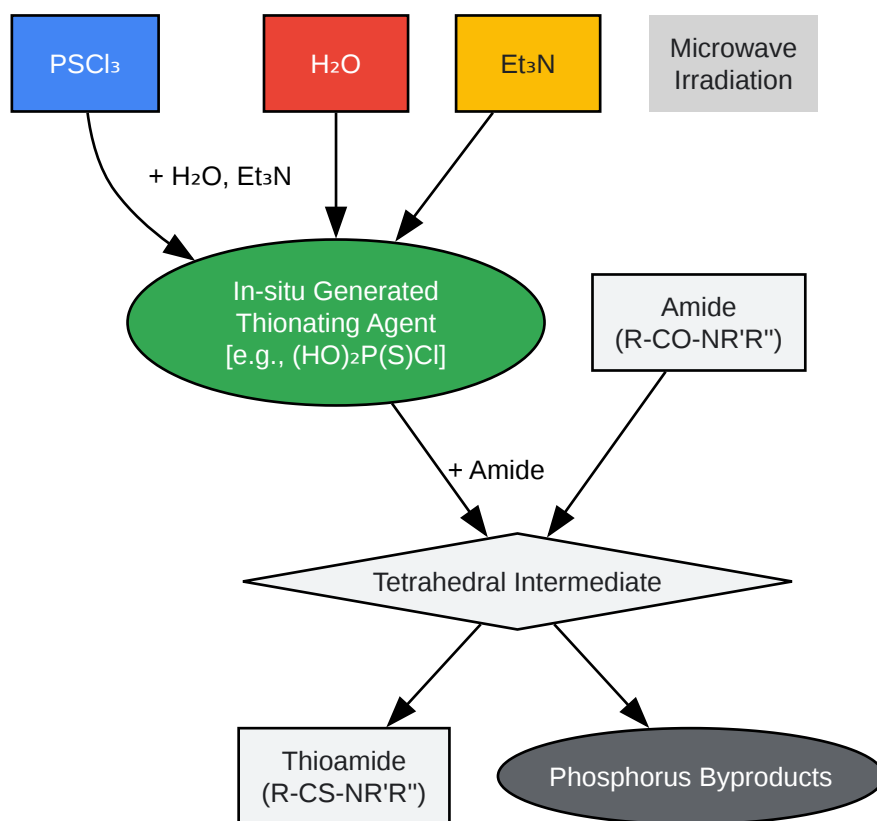 PSCl₃
H₂O
Et₃N
Microwave
Irradiation
+ H₂O, Et₃N
In-situ Generated
Thionating Agent
[e.g., (HO)₂P(S)Cl]
Amide
(R-CO-NR'R")
+ Amide
Tetrahedral Intermediate
Thioamide
(R-CS-NR'R")
Phosphorus Byproducts